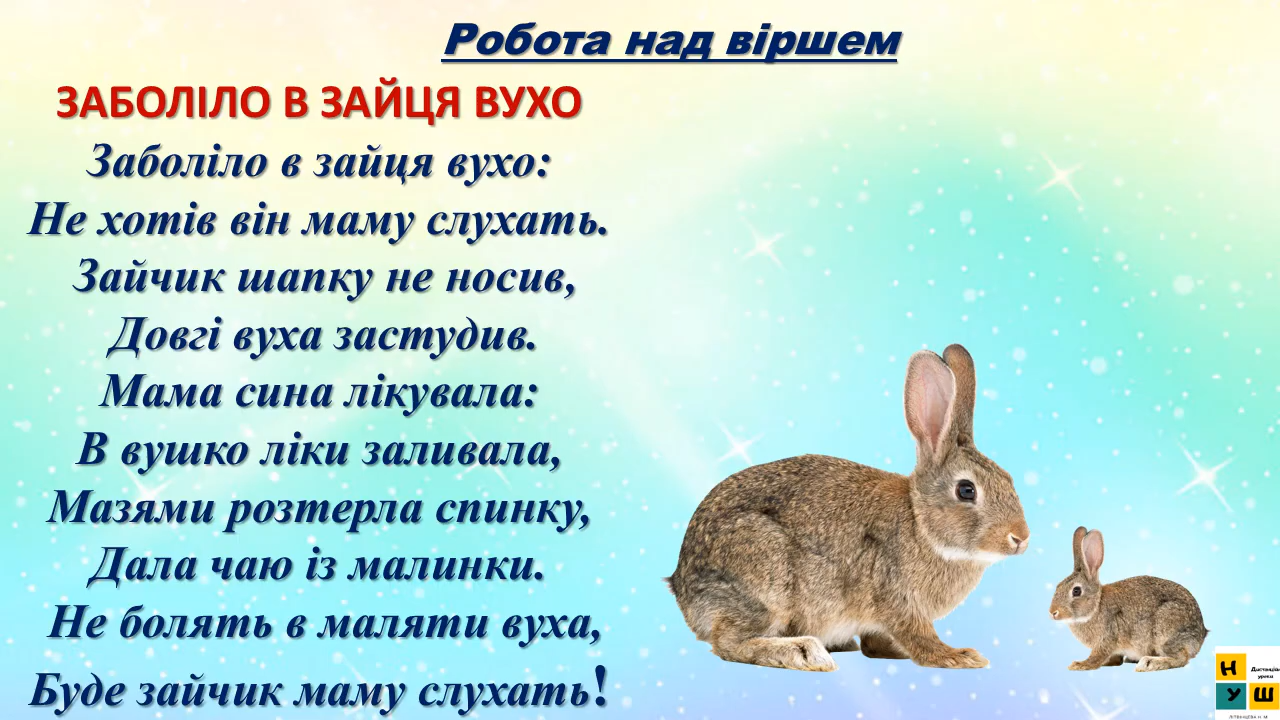 Робота над віршем
ЗАБОЛІЛО В ЗАЙЦЯ ВУХО
Заболіло в зайця вухо:
Не хотів він маму слухать.
Зайчик шапку не носив,
Довгі вуха застудив.
Мама сина лікувала:
В вушко ліки заливала,
Мазями розтерла спинку,
Дала чаю із малинки.
Не болять в маляти вуха,
Буде зайчик маму слухать!
Н
У Ш